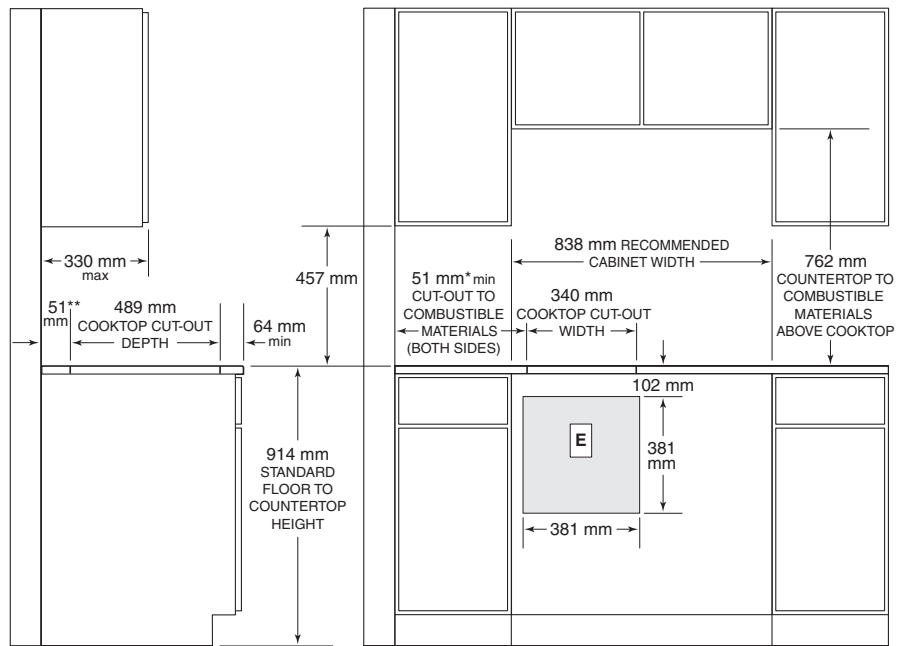 330 mm
max
51**
mm
489 mm
COOKTOP CUT-OUT
DEPTH
64 mm
min
457 mm
914 mm
STANDARD
FLOOR TO
COUNTERTOP
HEIGHT
838 mm RECOMMENDED
CABINET WIDTH
51 mm* min
CUT-OUT TO
COMBUSTIBLE
MATERIALS
(BOTH SIDES)
340 mm
COOKTOP CUT-OUT
WIDTH
762 mm
COUNTERTOP TO
COMBUSTIBLE
MATERIALS
ABOVE COOKTOP
102 mm
E
381
mm
381 mm